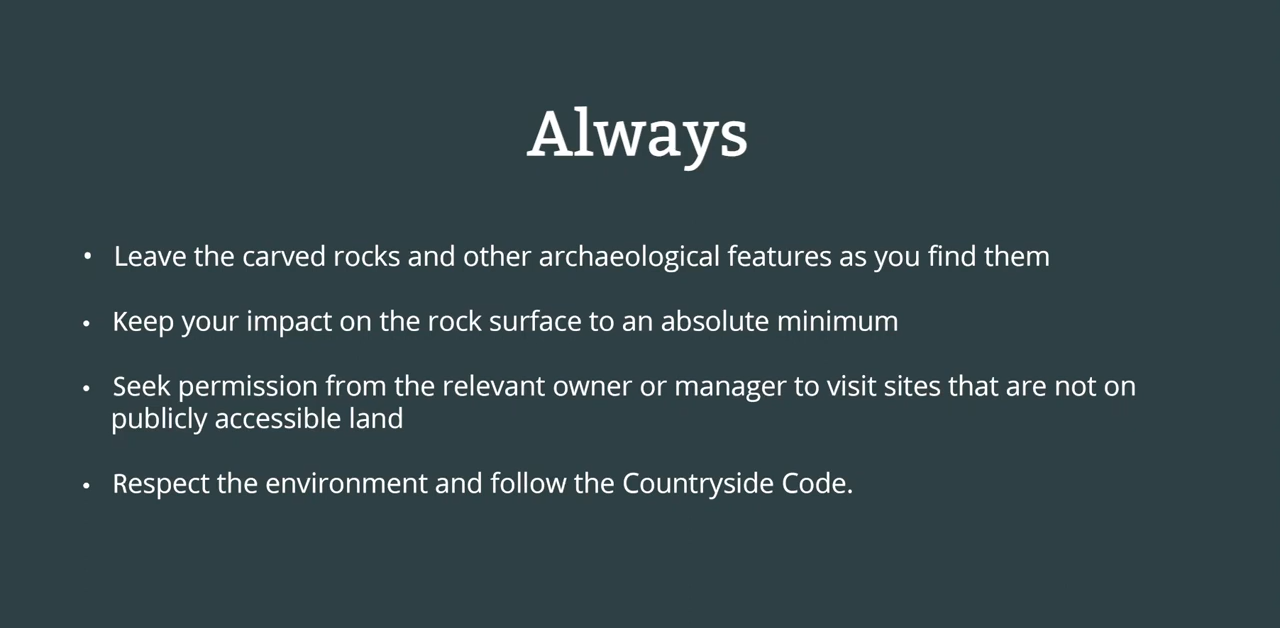 Always
• Leave the carved rocks and other archaeological features as you find them
• Keep your impact on the rock surface to an absolute minimum
• Seek permission from the relevant owner or manager to visit sites that are not on
publicly accessible land
• Respect the environment and follow the Countryside Code.